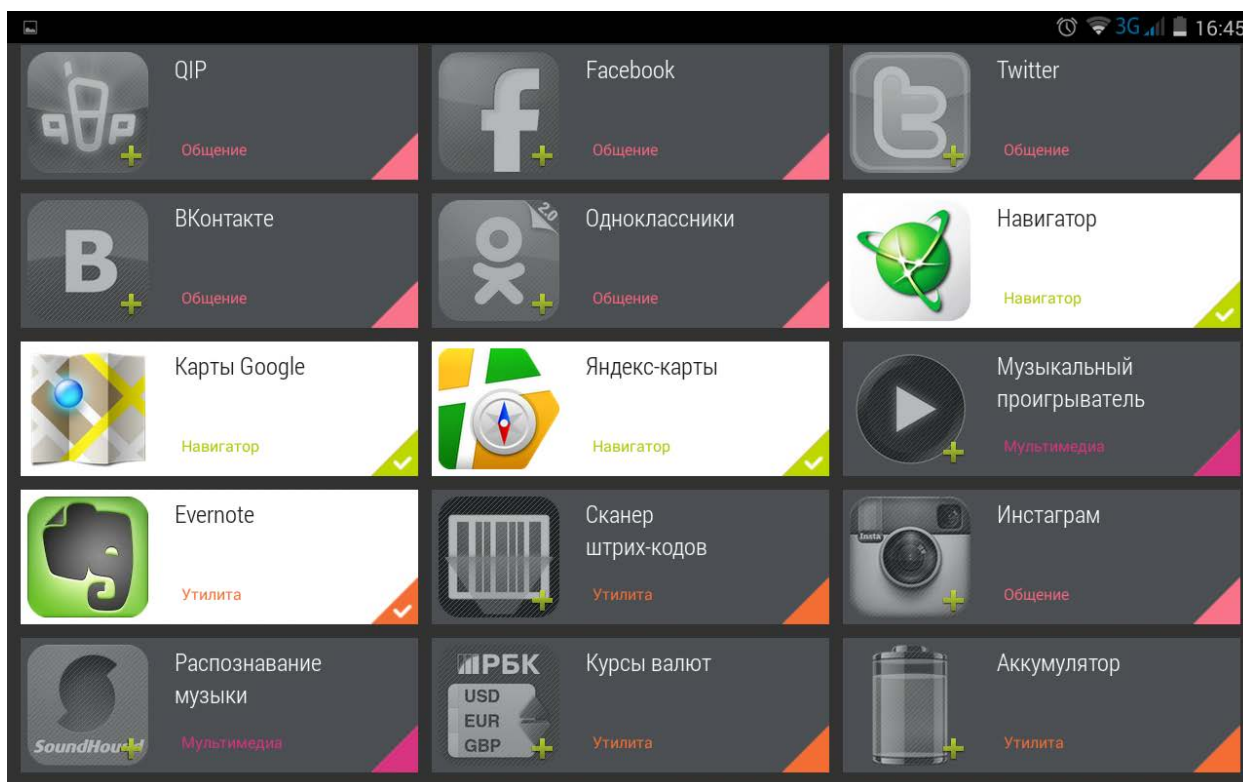 3G 16:45
QIP
Общение
Facebook
Общение
Twitter
Общение
ВКонтакте
Общение
2.0
Одноклассники
Общение
Навигатор
Навигатор
Карты Google
Навигатор
Яндекс-карты
Навигатор
Музыкальный
проигрыватель
Мультимедиа
Evernote
Утилита
Сканер
штрих-кодов
Утилита
Insta
Инстаграм
Общение
SoundHound
Распознавание
музыки
Мультимедиа
РБК
USD
EUR
GBP
Курсы валют
Утилита
Аккумулятор
Утилита